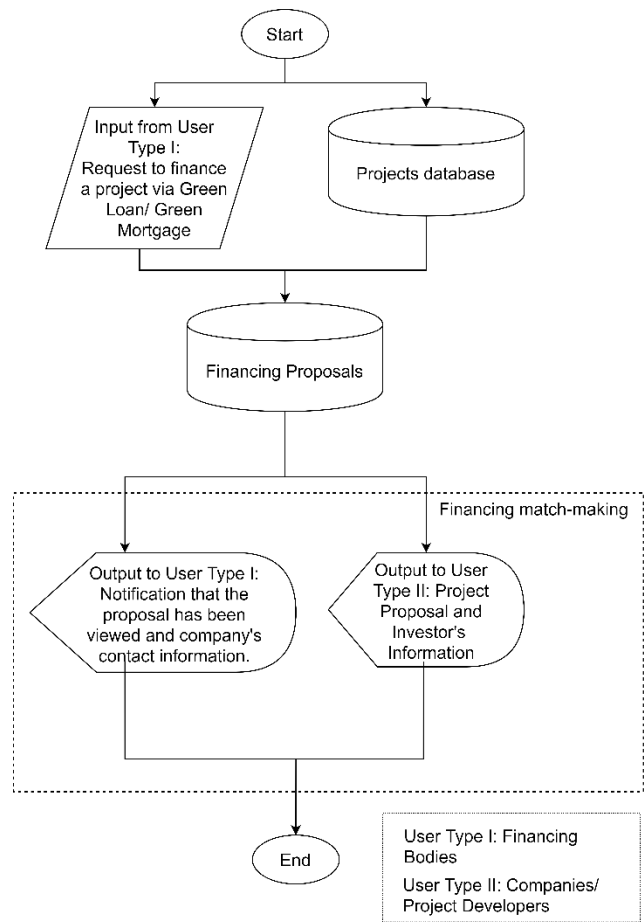 Start
Input from User
Type I:
Request to finance
a project via Green
Loan/ Green
Mortgage
Projects database
Financing Proposals
Financing match-making
Output to User Type I:
Notification that the
proposal has been
viewed and company's
contact information.
Output to User
Type II: Project
Proposal and
Investor's
Information
End
User Type I: Financing
Bodies
User Type II: Companies/
Project Developers